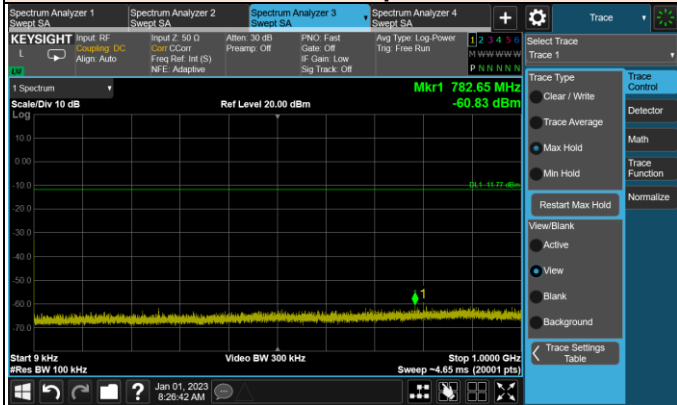 Spectrum Analyzer 1
Swept SA
Spectrum Analyzer 2
Swept SA
Spectrum Analyzer 3
Swept SA
Spectrum Analyzer 4
Swept SA
+
Trace
KEYSIGHT
L
LV
Input: RF
Coupling: DC
Align: Auto
Input Z: 50 Ω
Corr CCorr
Freq Ref: Int (S)
NFE: Adaptive
Atten: 30 dB
Preamp: Off
PNO: Fast
Gate: Off
IF Gain: Low
Sig Track: Off
Avg Type: Log-Power
Trig: Free Run
1 2 3 4 5 6
M W W W W W
P N N N N N
Select Trace
Trace 1
1 Spectrum
Scale/Div 10 dB
Log
Ref Level 20.00 dBm
Mkr1 782.65 MHz
-60.83 dBm
10.0
0.00
-10.0
DL1 -11.77 dBm
-20.0
-30.0
-40.0
-50.0
-60.0
-70.0
1
Start 9 kHz
#Res BW 100 kHz
Video BW 300 kHz
Stop 1.0000 GHz
Sweep ~4.65 ms (20001 pts)
Trace Type
Clear / Write
Trace Average
Max Hold
Min Hold
Restart Max Hold
View/Blank
Active
View
Blank
Background
Trace Settings
Table
Trace
Control
Detector
Math
Trace
Function
Normalize
?
Jan 01, 2023
8:26:42 AM